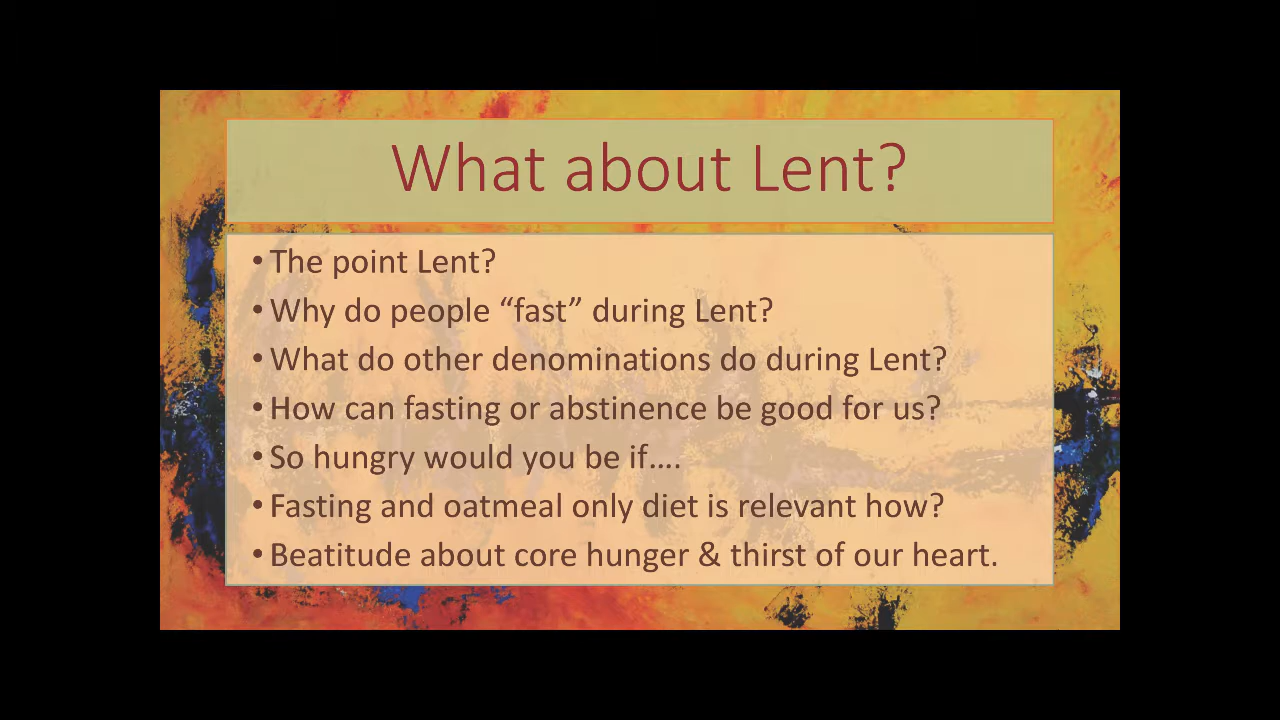 What about Lent?
• The point Lent?
• Why do people “fast” during Lent?
• What do other denominations do during Lent?
• How can fasting or abstinence be good for us?
• So hungry would you be if….
• Fasting and oatmeal only diet is relevant how?
• Beatitude about core hunger & thirst of our heart.